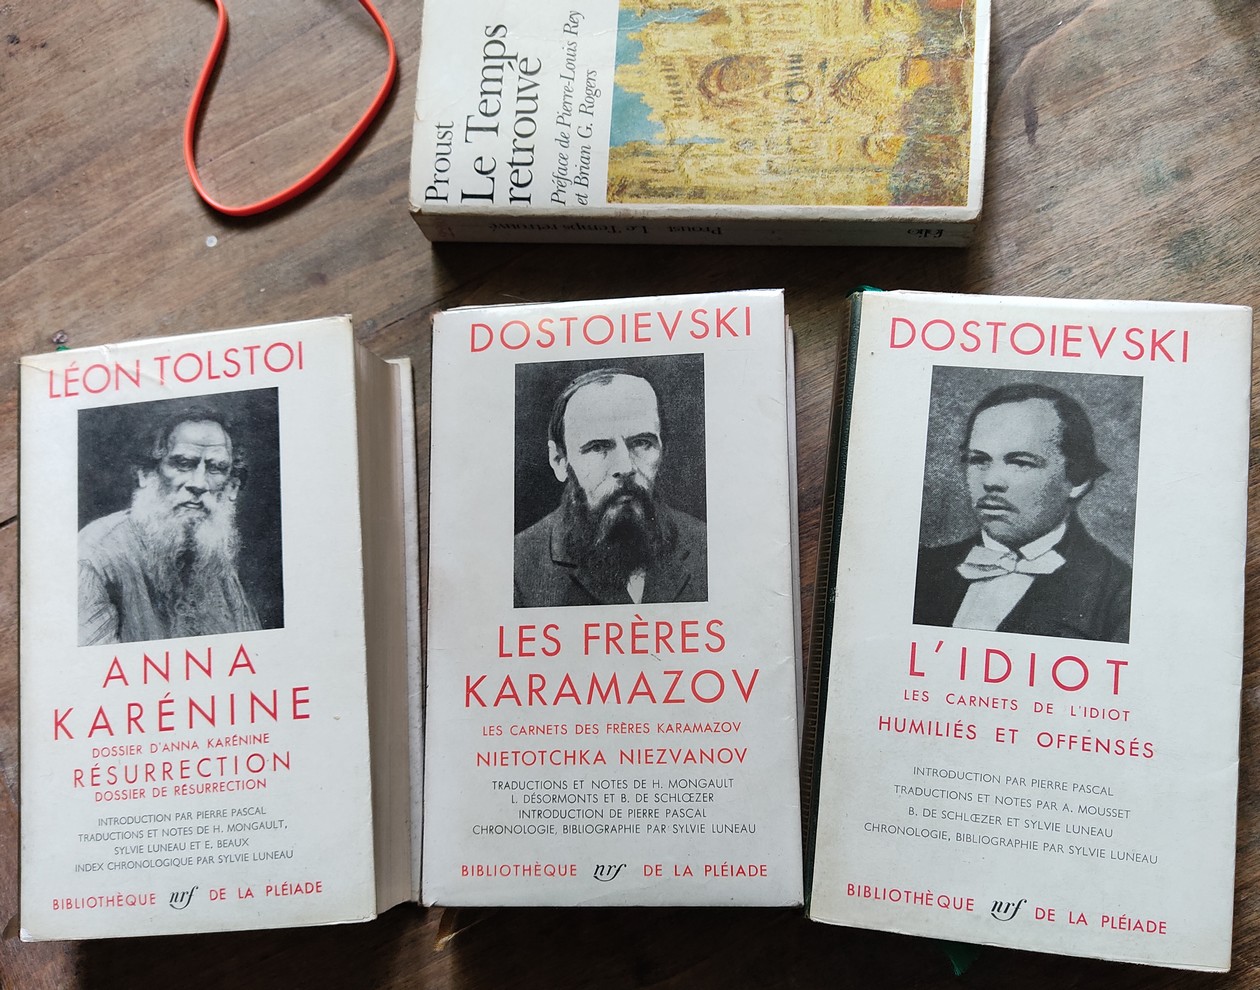 Proust
Le Temps
retrouvé
Préface de Pierre-Louis Rey
et Brian G. Rogers
Proust Le Temps retrouvé
folio
LÉON TOLSTOI
ANNA
KARÉNINE
DOSSIER D'ANNA KARÉNINE
RÉSURRECTION
DOSSIER DE RÉSURRECTION
INTRODUCTION PAR PIERRE PASCAL
TRADUCTIONS ET NOTES DE H. MONGAULT,
SYLVIE LUNEAU ET E. BEAUX
INDEX CHRONOLOGIQUE PAR SYLVIE LUNEAU
BIBLIOTHÈQUE nrf DE LA PLÉIADE
DOSTOIEVSKI
LES FRÈRES
KARAMAZOV
LES CARNETS DES FRÈRES KARAMAZOV
NIETOTCHKA NIEZVANOV
TRADUCTIONS ET NOTES DE H. MONGAULT
L. DÉSORMONTS ET B. DE SCHLŒZER
INTRODUCTION DE PIERRE PASCAL
CHRONOLOGIE, BIBLIOGRAPHIE PAR SYLVIE LUNEAU
BIBLIOTHÈQUE nrf DE LA PLÉIADE
DOSTOIEVSKI
L'IDIOT
LES CARNETS DE L'IDIOT
HUMILIÉS ET OFFENSÉS
INTRODUCTION PAR PIERRE PASCAL
TRADUCTIONS ET NOTES PAR A. MOUSSET
B. DE SCHLŒZER ET SYLVIE LUNEAU
CHRONOLOGIE, BIBLIOGRAPHIE PAR SYLVIE LUNEAU
BIBLIOTHÈQUE nrf DE LA PLÉIADE